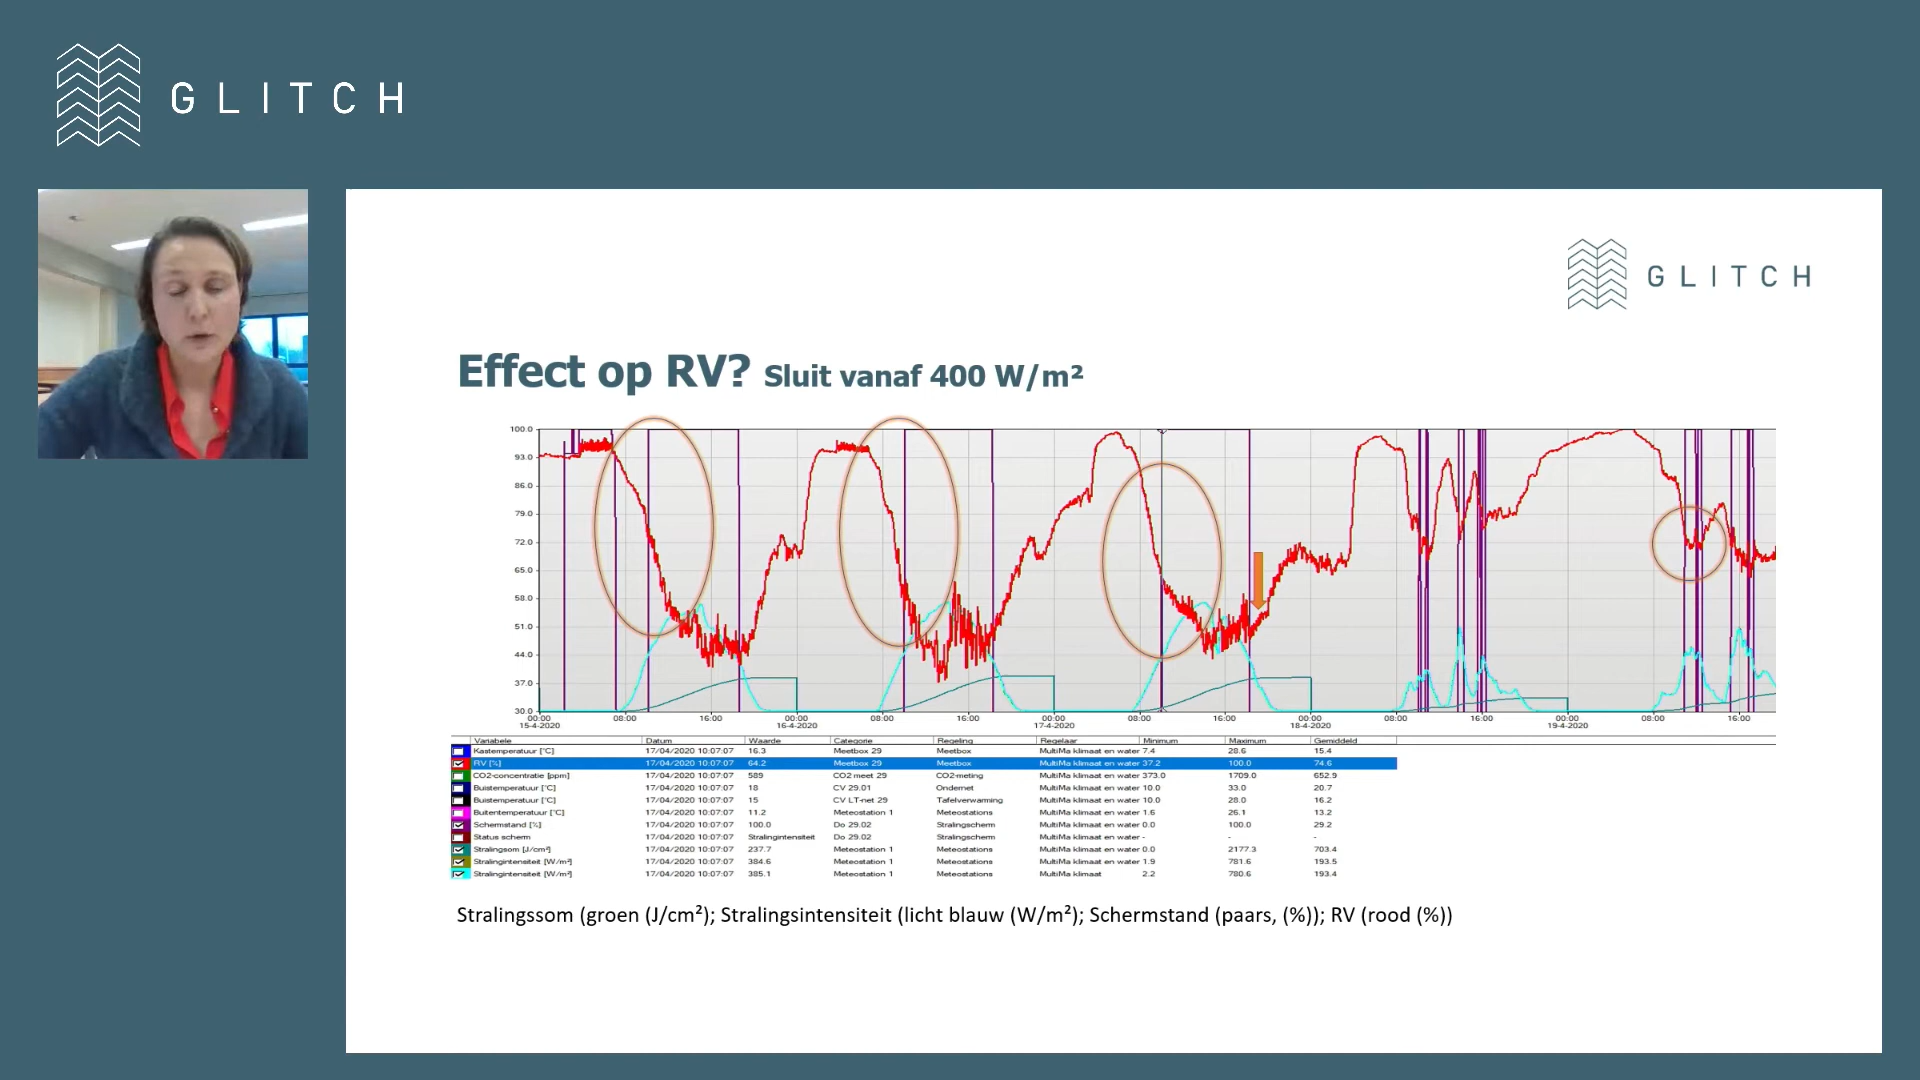 GLITCH
GLITCH
Effect op RV? Sluit vanaf 400 W/m²
100.0
93.0
86.0
79.0
72.0
65.0
58.0
51.0
44.0
37.0
30.0
00:00 08:00 16:00 00:00 08:00 16:00 00:00 08:00 16:00 00:00 08:00 16:00 00:00 08:00 16:00
15-4-2020 16-4-2020 17-4-2020 18-4-2020 19-4-2020
Variabele Datum Waarde Categorie Regeling Regelaar Minimum Maximum Gemiddeld
Kastemperatuur [°C] 17/04/2020 10:07:07 16.3 Meetbox 29 Meetbox MultiMa klimaat en water 7.4 28.6 15.4
RV [%] 17/04/2020 10:07:07 64.2 Meetbox 29 Meetbox MultiMa klimaat en water 37.2 100.0 74.6
CO2-concentratie [ppm] 17/04/2020 10:07:07 589 CO2 meet 29 CO2-meting MultiMa klimaat en water 373.0 1709.0 652.9
Buistemperatuur [°C] 17/04/2020 10:07:07 18 CV 29.01 Ondernet MultiMa klimaat en water 10.0 33.0 20.7
Buistemperatuur [°C] 17/04/2020 10:07:07 15 CV LT-net 29 Tafelverwarming MultiMa klimaat en water 10.0 28.0 16.2
Buitentemperatuur [°C] 17/04/2020 10:07:07 11.2 Meteostation 1 Meteostations MultiMa klimaat en water 1.6 26.1 13.2
Schermstand [%] 17/04/2020 10:07:07 100.0 Do 29.02 Stralingscherm MultiMa klimaat en water 0.0 100.0 29.2
Status scherm 17/04/2020 10:07:07 Stralingintensiteit Do 29.02 Stralingscherm MultiMa klimaat en water - - -
Stralingsom [J/cm²] 17/04/2020 10:07:07 237.7 Meteostation 1 Meteostations MultiMa klimaat en water 0.0 2177.3 703.4
Stralingintensiteit [W/m²] 17/04/2020 10:07:07 384.6 Meteostation 1 Meteostations MultiMa klimaat en water 1.9 781.6 193.5
Stralingintensiteit [W/m²] 17/04/2020 10:07:07 385.1 Meteostation 1 Meteostations MultiMa klimaat 2.2 780.6 193.4
Stralingssom (groen (J/cm²); Stralingsintensiteit (licht blauw (W/m²); Schermstand (paars, (%)); RV (rood (%))